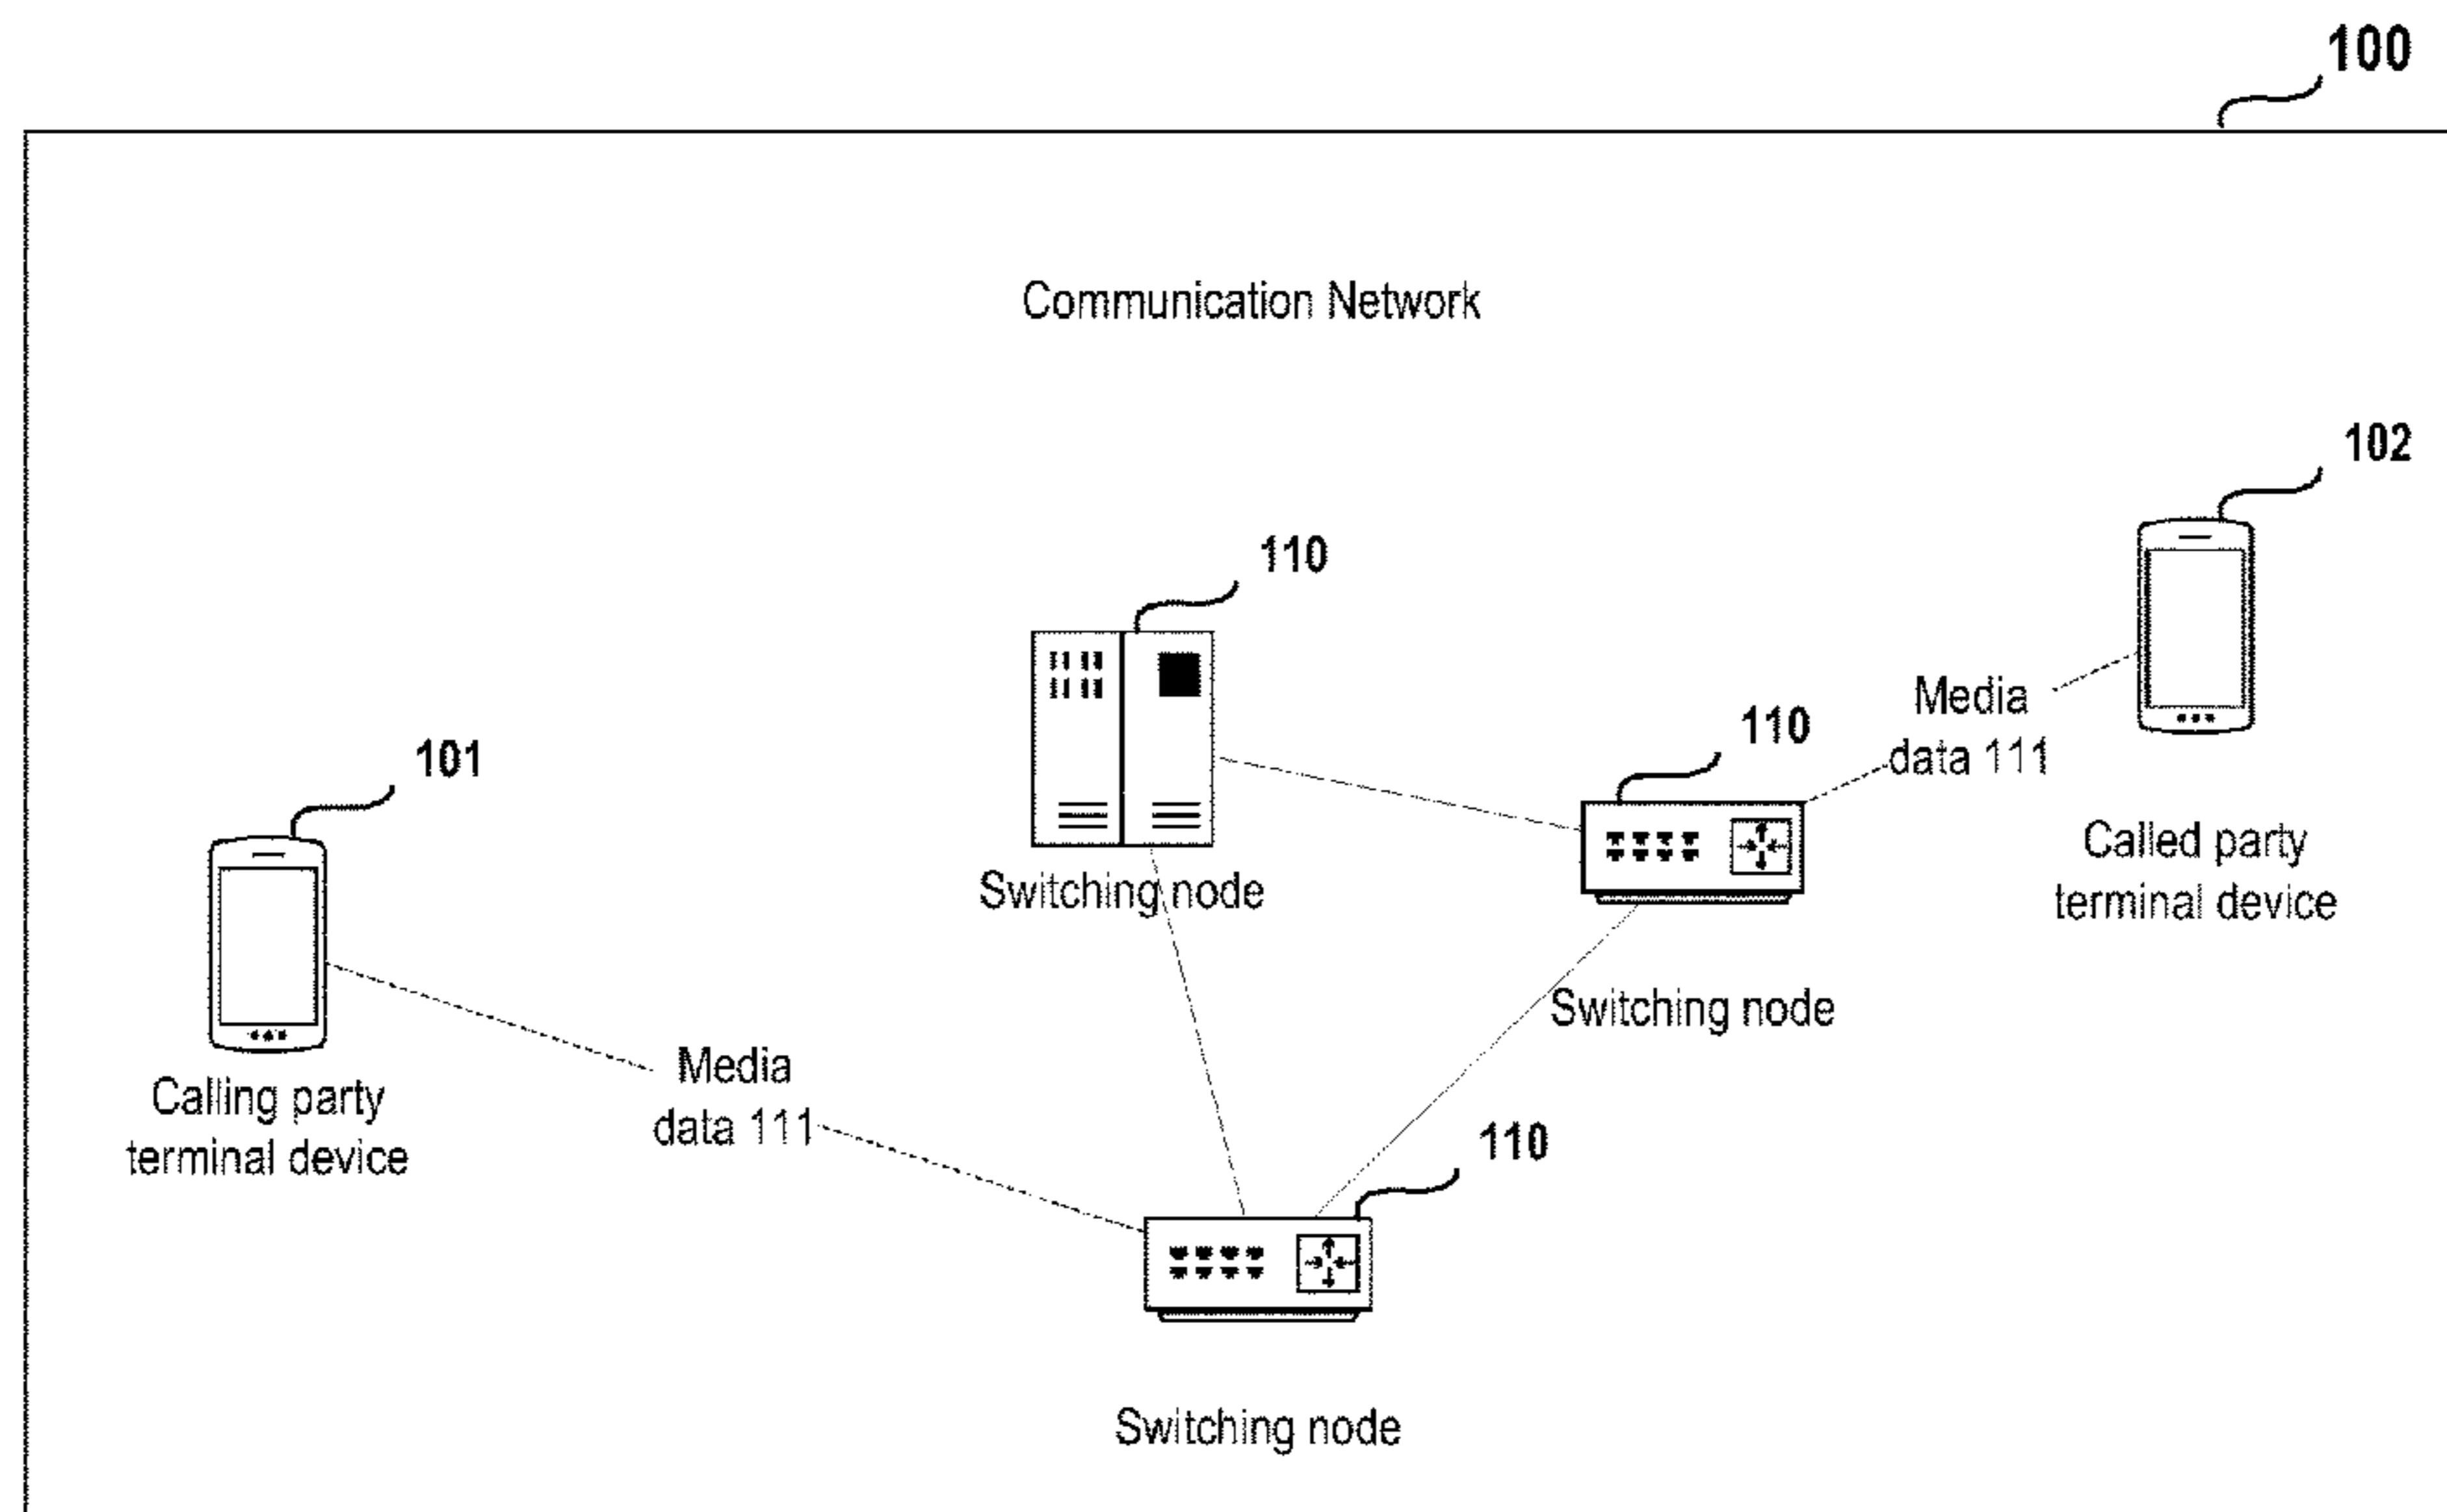 100
Communication Network
102
110
Media
data 111
110
101
Called party
terminal device
Switching node
Switching node
Media
data 111
Calling party
terminal device
110
Switching node